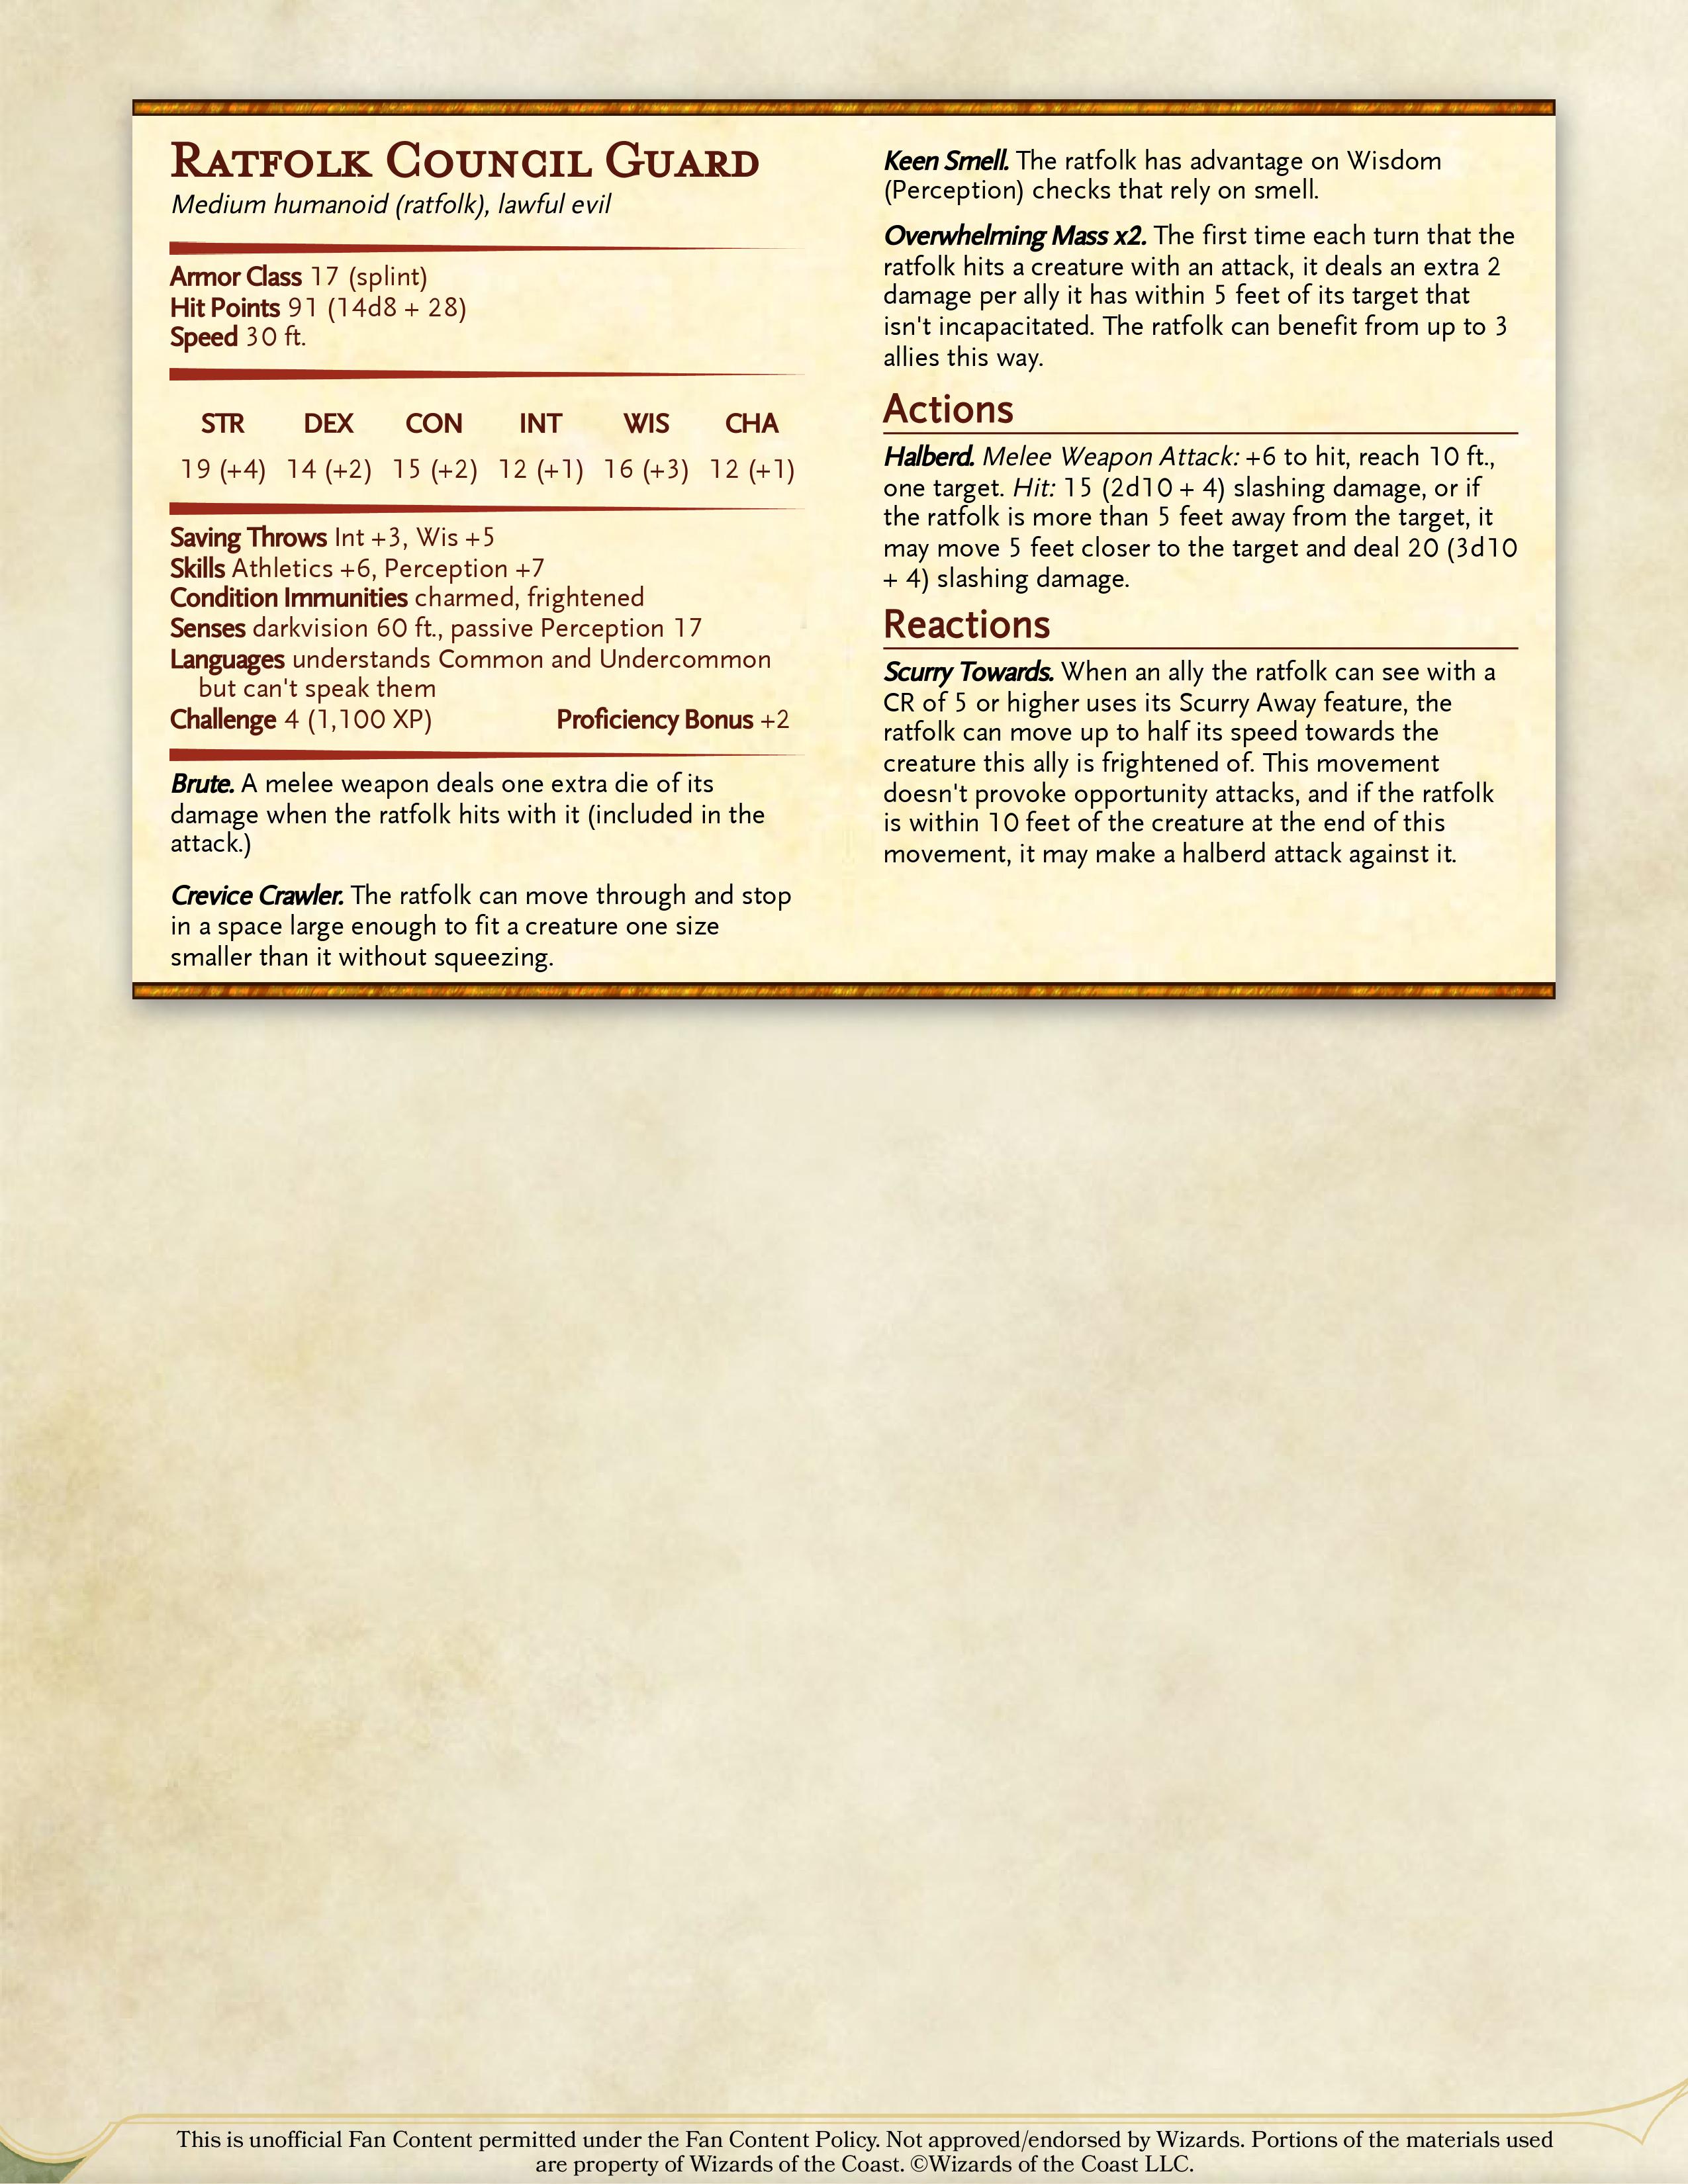 Ratfolk Council Guard
Medium humanoid (ratfolk), lawful evil
Armor Class 17 (splint)
Hit Points 91 (14d8 + 28)
Speed 30 ft.
STR DEX CON INT WIS CHA
19 (+4) 14 (+2) 15 (+2) 12 (+1) 16 (+3) 12 (+1)
Saving Throws Int +3, Wis +5
Skills Athletics +6, Perception +7
Condition Immunities charmed, frightened
Senses darkvision 60 ft., passive Perception 17
Languages understands Common and Undercommon
but can't speak them
Challenge 4 (1,100 XP) Proficiency Bonus +2
Brute. A melee weapon deals one extra die of its
damage when the ratfolk hits with it (included in the
attack.)
Crevice Crawler. The ratfolk can move through and stop
in a space large enough to fit a creature one size
smaller than it without squeezing.
Keen Smell. The ratfolk has advantage on Wisdom
(Perception) checks that rely on smell.
Overwhelming Mass x2. The first time each turn that the
ratfolk hits a creature with an attack, it deals an extra 2
damage per ally it has within 5 feet of its target that
isn't incapacitated. The ratfolk can benefit from up to 3
allies this way.
Actions
Halberd. Melee Weapon Attack: +6 to hit, reach 10 ft.,
one target. Hit: 15 (2d10 + 4) slashing damage, or if
the ratfolk is more than 5 feet away from the target, it
may move 5 feet closer to the target and deal 20 (3d10
+ 4) slashing damage.
Reactions
Scurry Towards. When an ally the ratfolk can see with a
CR of 5 or higher uses its Scurry Away feature, the
ratfolk can move up to half its speed towards the
creature this ally is frightened of. This movement
doesn't provoke opportunity attacks, and if the ratfolk
is within 10 feet of the creature at the end of this
movement, it may make a halberd attack against it.
This is unofficial Fan Content permitted under the Fan Content Policy. Not approved/endorsed by Wizards. Portions of the materials used
are property of Wizards of the Coast. ©Wizards of the Coast LLC.